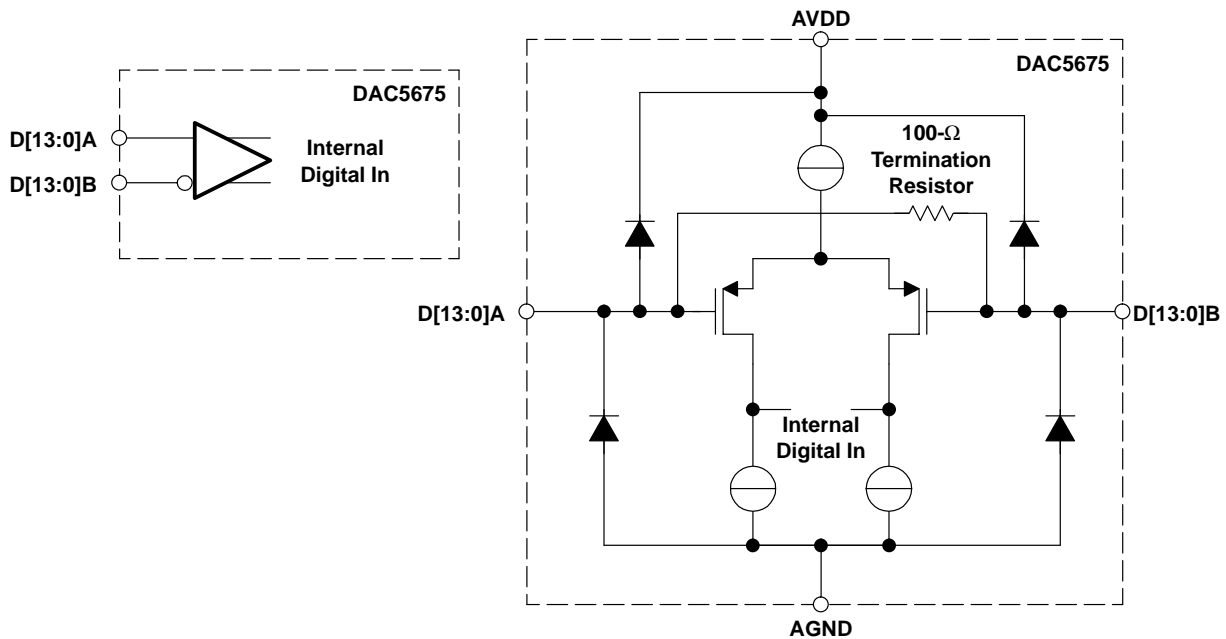 DAC5675
D[13:0]A
D[13:0]B
Internal
Digital In
AVDD
DAC5675
100-Ω
Termination
Resistor
D[13:0]A
D[13:0]B
Internal
Digital In
AGND